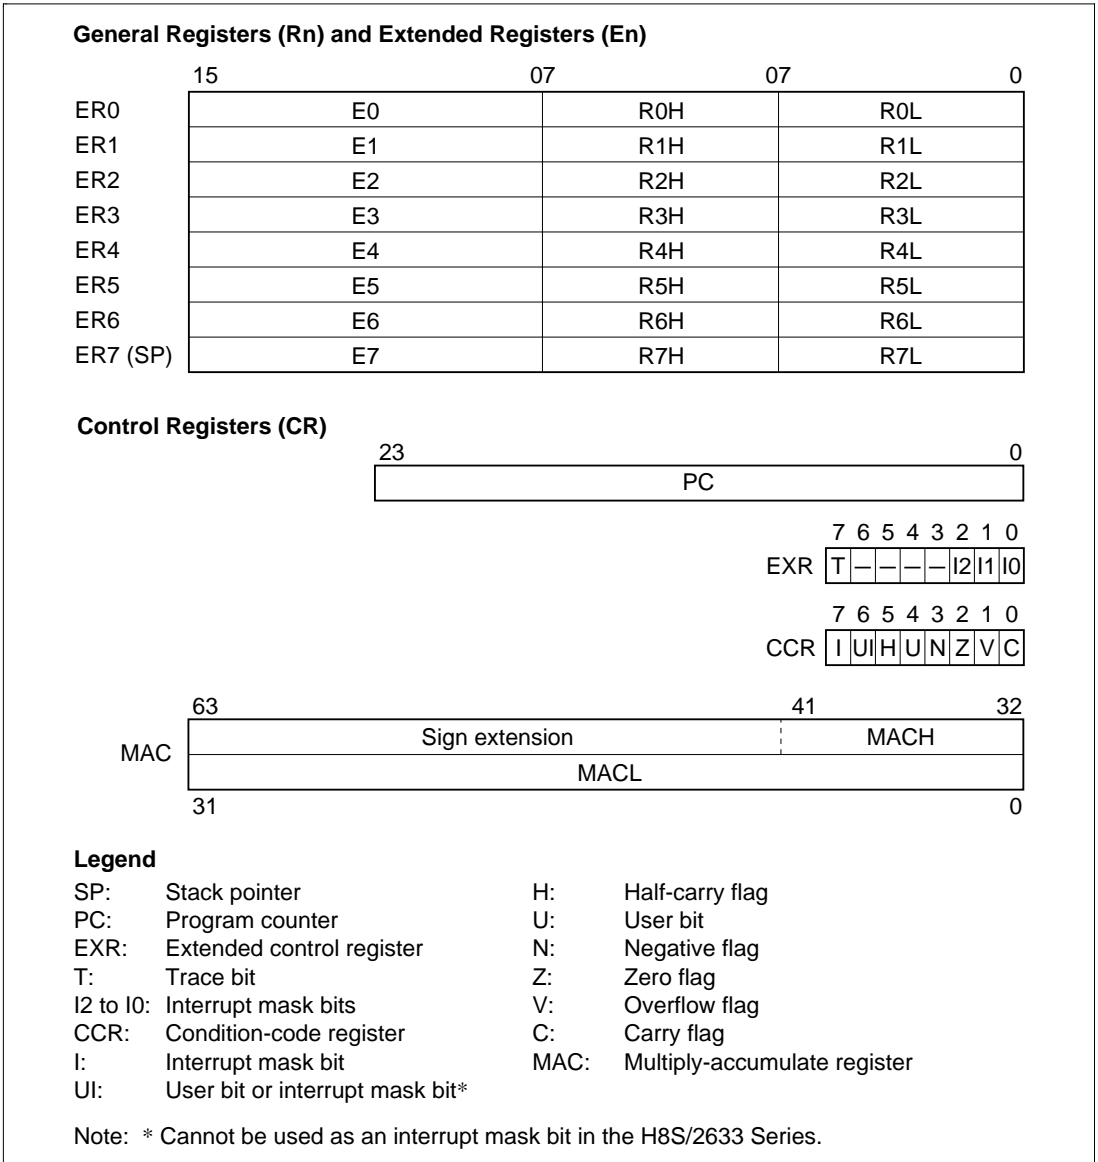 General Registers (Rn) and Extended Registers (En)
15 07 07 0
ER0 E0 R0H R0L
ER1 E1 R1H R1L
ER2 E2 R2H R2L
ER3 E3 R3H R3L
ER4 E4 R4H R4L
ER5 E5 R5H R5L
ER6 E6 R6H R6L
ER7 (SP) E7 R7H R7L
Control Registers (CR)
23 0
PC
7 6 5 4 3 2 1 0
EXR T — — — — I2 I1 I0
7 6 5 4 3 2 1 0
CCR I UI H U N Z V C
63 41 32
MAC Sign extension MACH
MACL
31 0
Legend
SP: Stack pointer H: Half-carry flag
PC: Program counter U: User bit
EXR: Extended control register N: Negative flag
T: Trace bit Z: Zero flag
I2 to I0: Interrupt mask bits V: Overflow flag
CCR: Condition-code register C: Carry flag
I: Interrupt mask bit MAC: Multiply-accumulate register
UI: User bit or interrupt mask bit*
Note: * Cannot be used as an interrupt mask bit in the H8S/2633 Series.